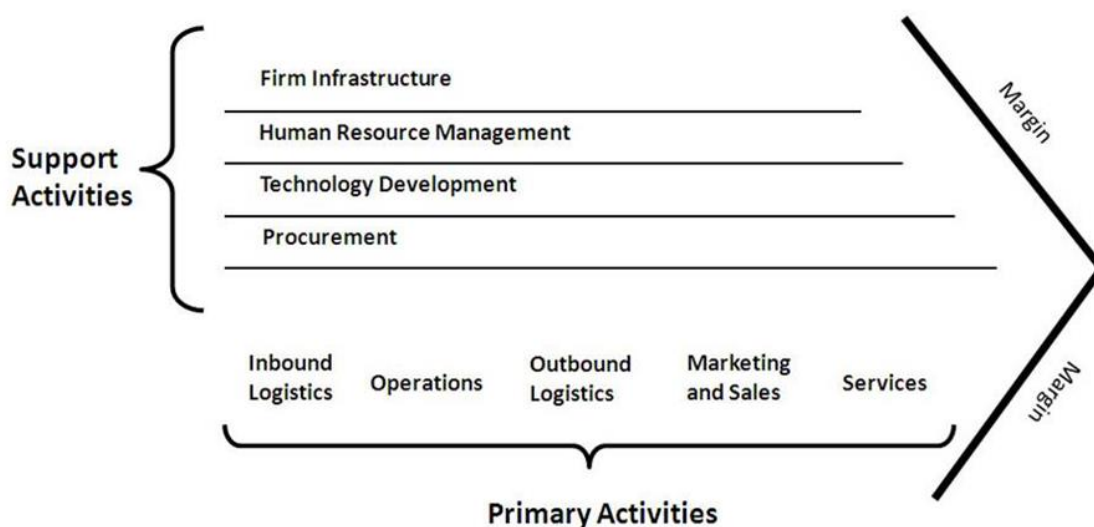 Firm Infrastructure
Human Resource Management
Technology Development
Procurement
Support
Activities
Margin
Inbound
Logistics
Operations
Outbound
Logistics
Marketing
and Sales
Services
Margin
Primary Activities